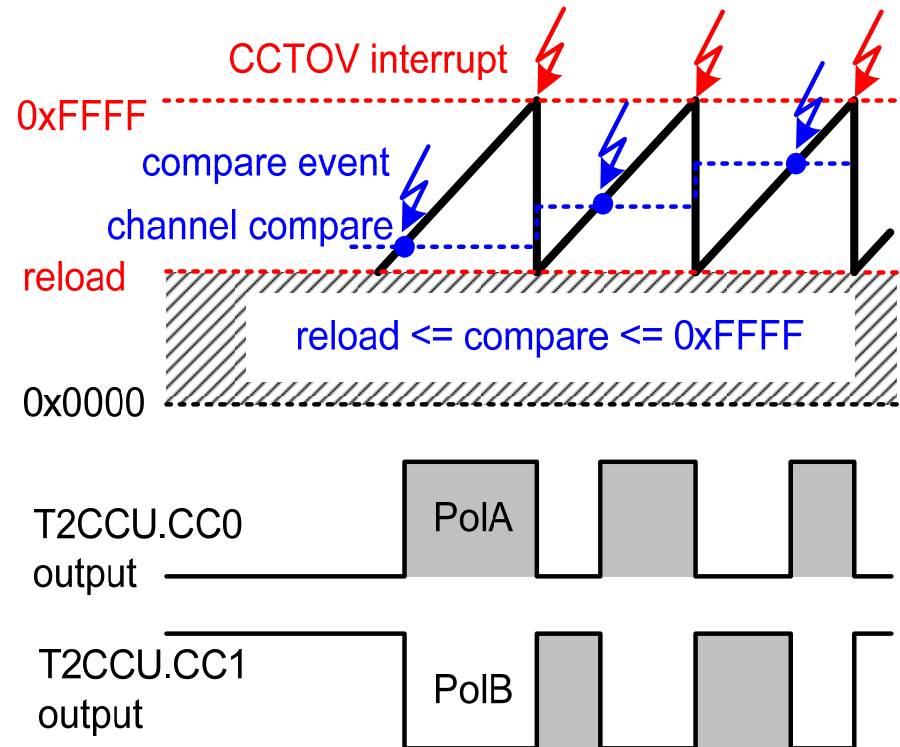 CCTOV interrupt
0xFFFF
compare event
channel compare
reload
reload <= compare <= 0xFFFF
0x0000
T2CCU.CC0
output
PolA
T2CCU.CC1
output
PolB